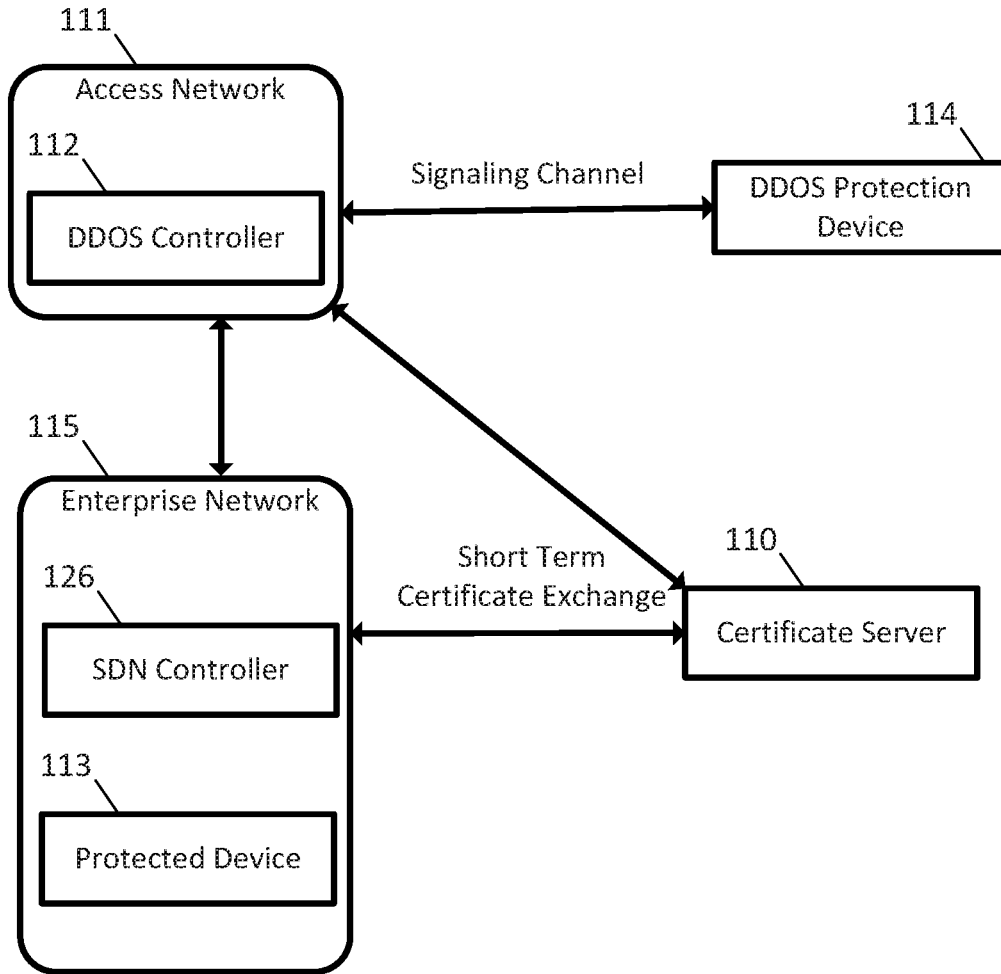 111
Access Network
112
DDOS Controller
Signaling Channel
114
DDOS Protection
Device
115
Enterprise Network
126
SDN Controller
Short Term
Certificate Exchange
110
Certificate Server
113
Protected Device